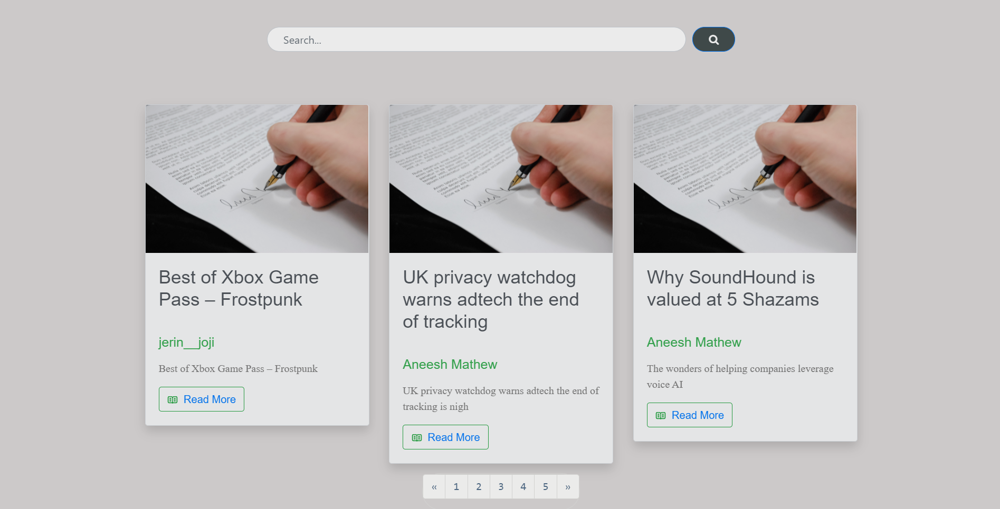 Search...
Best of Xbox Game
Pass – Frostpunk
jerin__joji
Best of Xbox Game Pass – Frostpunk
Read More
UK privacy watchdog
warns adtech the end
of tracking
Aneesh Mathew
UK privacy watchdog warns adtech the end of
tracking is nigh
Read More
Why SoundHound is
valued at 5 Shazams
Aneesh Mathew
The wonders of helping companies leverage
voice AI
Read More
« 1 2 3 4 5 »